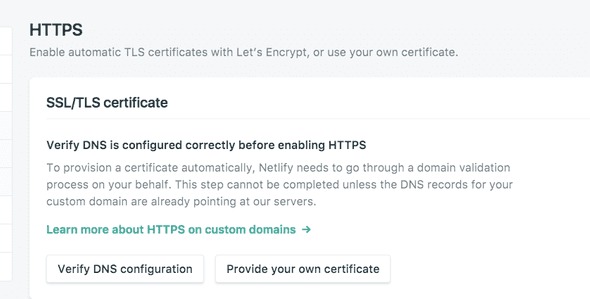 HTTPS
Enable automatic TLS certificates with Let's Encrypt, or use your own certificate.
SSL/TLS certificate
Verify DNS is configured correctly before enabling HTTPS
To provision a certificate automatically, Netlify needs to go through a domain validation
process on your behalf. This step cannot be completed unless the DNS records for your
custom domain are already pointing at our servers.
Learn more about HTTPS on custom domains →
Verify DNS configuration
Provide your own certificate